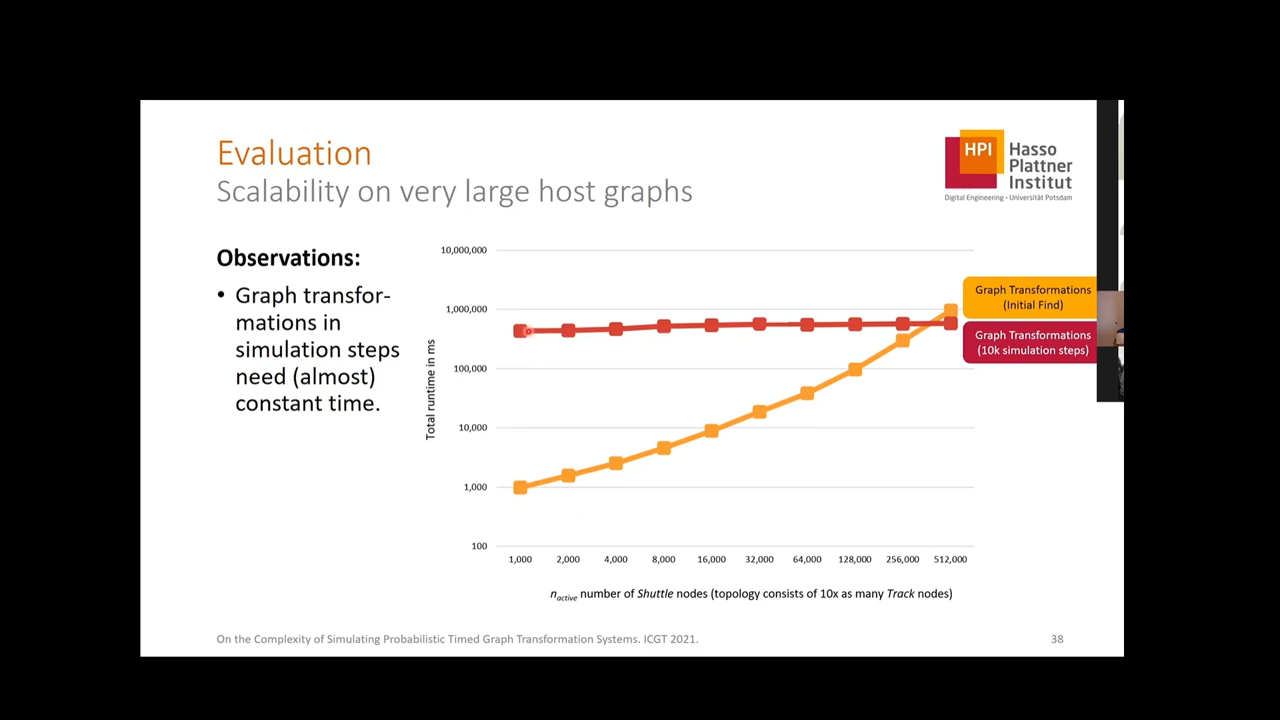 Evaluation
Scalability on very large host graphs
HPI
Hasso
Plattner
Institut
Digital Engineering • Universität Potsdam
Observations:
• Graph transfor-
mations in
simulation steps
need (almost)
constant time.
Total runtime in ms
10,000,000
1,000,000
100,000
10,000
1,000
100
1,000 2,000 4,000 8,000 16,000 32,000 64,000 128,000 256,000 512,000
n_active number of Shuttle nodes (topology consists of 10x as many Track nodes)
Graph Transformations
(Initial Find)
Graph Transformations
(10k simulation steps)
On the Complexity of Simulating Probabilistic Timed Graph Transformation Systems. ICGT 2021.
38